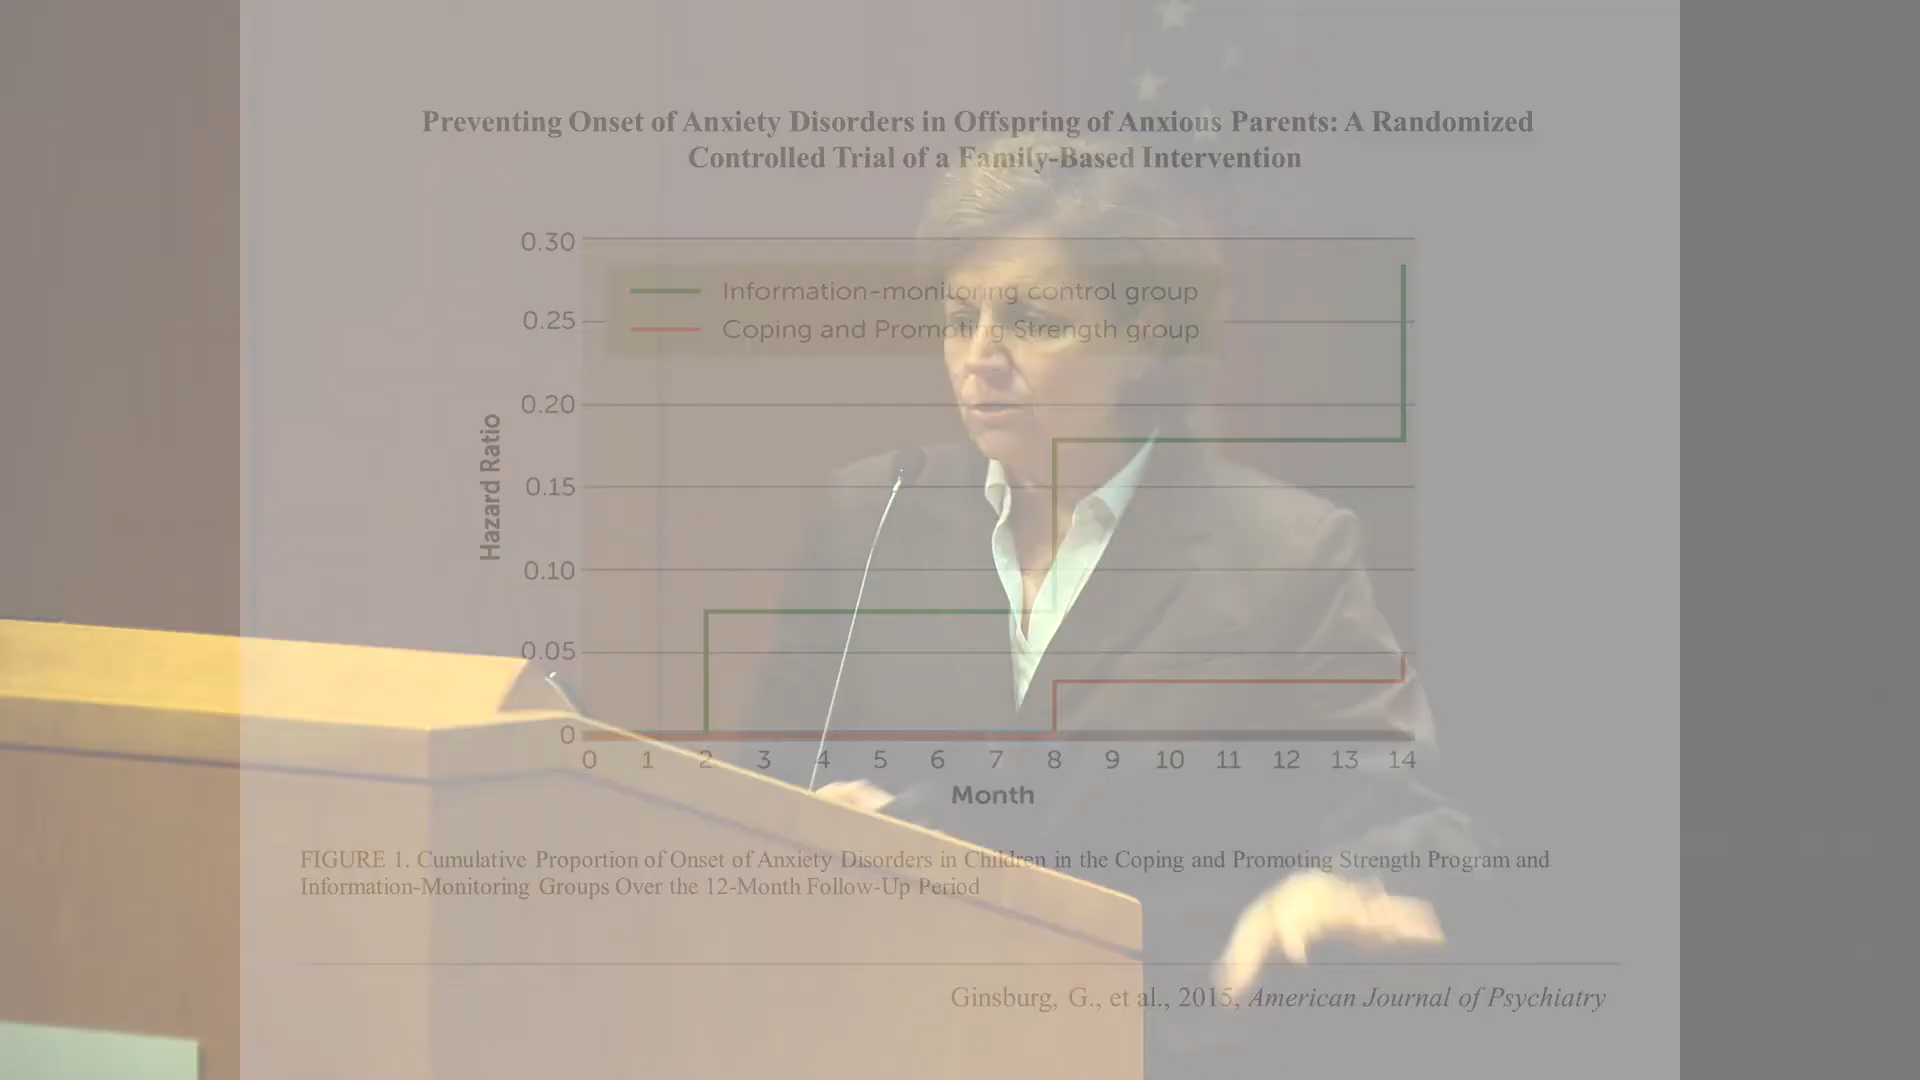 Preventing Onset of Anxiety Disorders in Offspring of Anxious Parents: A Randomized
Controlled Trial of a Family-Based Intervention
0.30
Information-monitoring control group
0.25
Coping and Promoting Strength group
0.20
Hazard Ratio
0.15
0.10
0.05
0
0 1 2 3 4 5 6 7 8 9 10 11 12 13 14
Month
FIGURE 1. Cumulative Proportion of Onset of Anxiety Disorders in Children in the Coping and Promoting Strength Program and
Information-Monitoring Groups Over the 12-Month Follow-Up Period
Ginsburg, G., et al., 2015, American Journal of Psychiatry